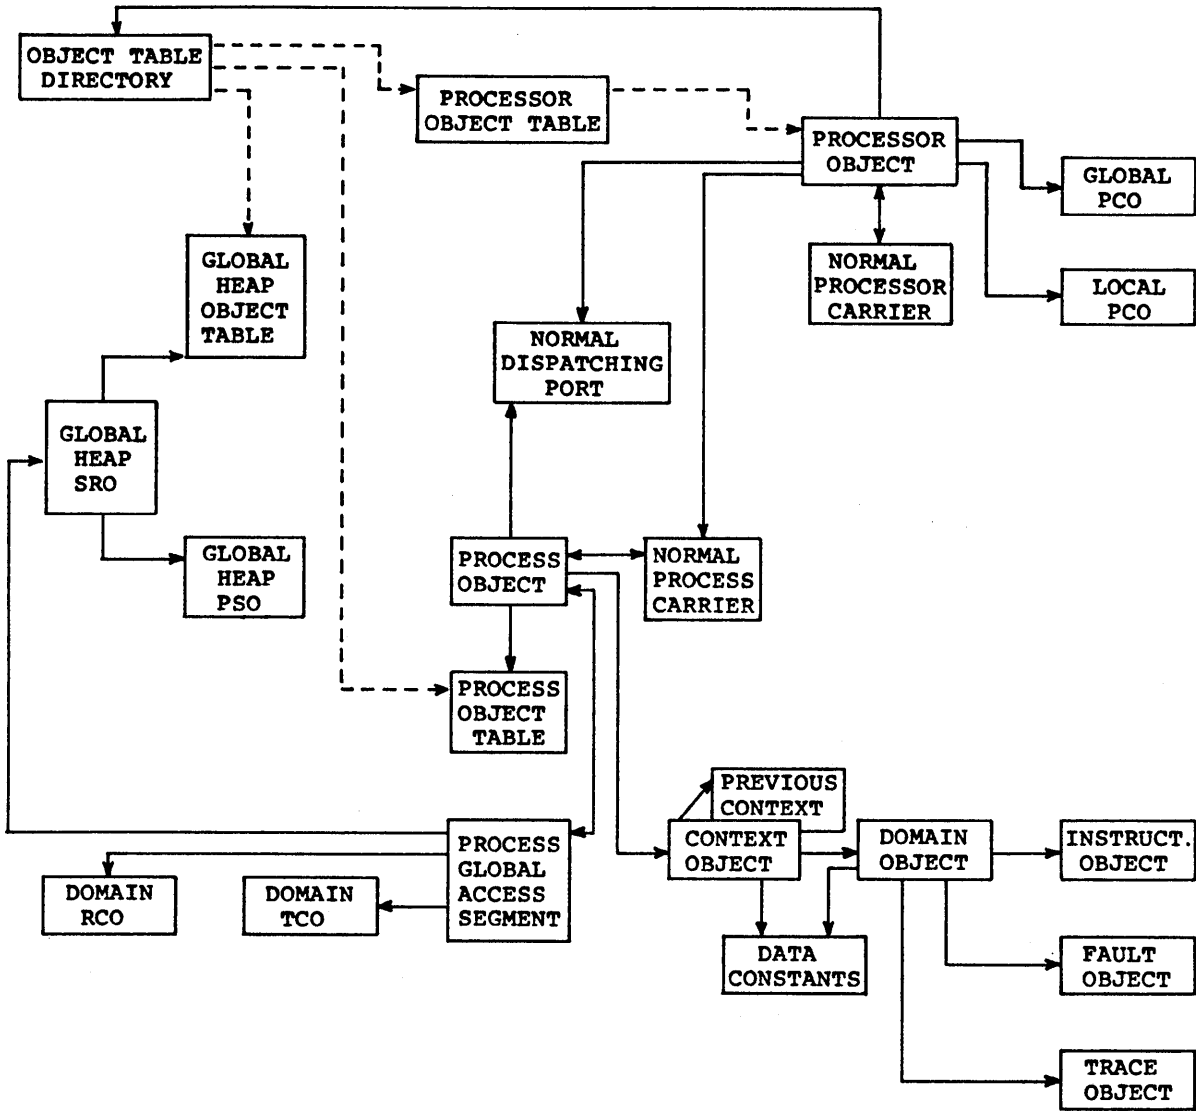 OBJECT TABLE
DIRECTORY
PROCESSOR
OBJECT TABLE
PROCESSOR
OBJECT
GLOBAL
PCO
GLOBAL
HEAP
OBJECT
TABLE
NORMAL
PROCESSOR
CARRIER
LOCAL
PCO
NORMAL
DISPATCHING
PORT
GLOBAL
HEAP
SRO
GLOBAL
HEAP
PSO
PROCESS
OBJECT
NORMAL
PROCESS
CARRIER
PROCESS
OBJECT
TABLE
PREVIOUS
CONTEXT
PROCESS
GLOBAL
ACCESS
SEGMENT
CONTEXT
OBJECT
DOMAIN
OBJECT
INSTRUCT.
OBJECT
DOMAIN
RCO
DOMAIN
TCO
DATA
CONSTANTS
FAULT
OBJECT
TRACE
OBJECT